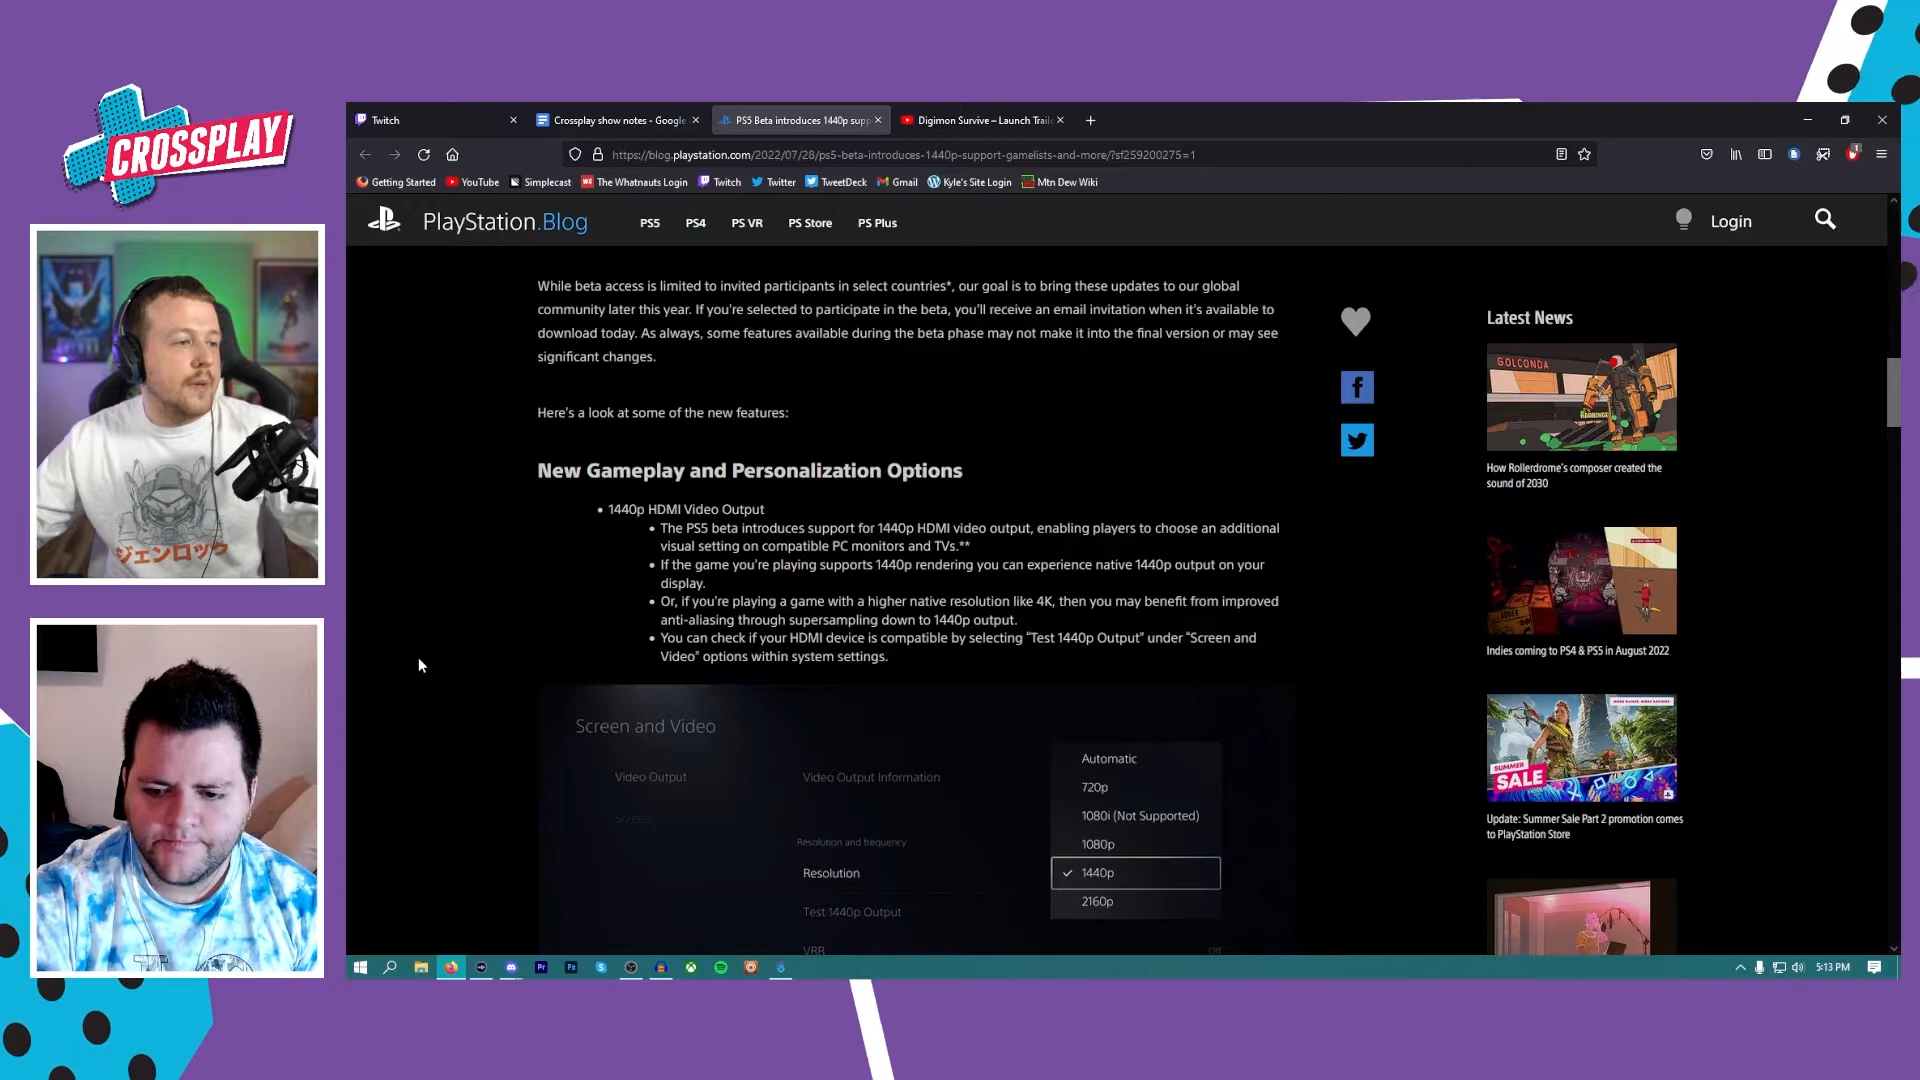 CROSSPLAY
ジェンロック
Twitch
Crossplay show notes - Google
PS5 Beta introduces 1440p supp
Digimon Survive – Launch Traile
https://blog.playstation.com/2022/07/28/ps5-beta-introduces-1440p-support-gamelists-and-more/?sf259200275=1
1
Getting Started
YouTube
Simplecast
The Whatnauts Login
Twitch
Twitter
TweetDeck
Gmail
Kyle's Site Login
Mtn Dew Wiki
PlayStation.Blog
PS5
PS4
PS VR
PS Store
PS Plus
Login
While beta access is limited to invited participants in select countries*, our goal is to bring these updates to our global
community later this year. If you're selected to participate in the beta, you'll receive an email invitation when it's available to
download today. As always, some features available during the beta phase may not make it into the final version or may see
significant changes.
Here's a look at some of the new features:
New Gameplay and Personalization Options
• 1440p HDMI Video Output
• The PS5 beta introduces support for 1440p HDMI video output, enabling players to choose an additional
visual setting on compatible PC monitors and TVs.**
• If the game you're playing supports 1440p rendering you can experience native 1440p output on your
display.
• Or, if you're playing a game with a higher native resolution like 4K, then you may benefit from improved
anti-aliasing through supersampling down to 1440p output.
• You can check if your HDMI device is compatible by selecting “Test 1440p Output” under “Screen and
Video” options within system settings.
Screen and Video
Video Output
Screen
Video Output Information
Resolution and frequency
Resolution
Test 1440p Output
VRR
Off
Automatic
720p
1080i (Not Supported)
1080p
1440p
2160p
Latest News
GOLCONDA
How Rollerdrome's composer created the
sound of 2030
Indies coming to PS4 & PS5 in August 2022
SUMMER
SALE
Update: Summer Sale Part 2 promotion comes
to PlayStation Store
5:13 PM